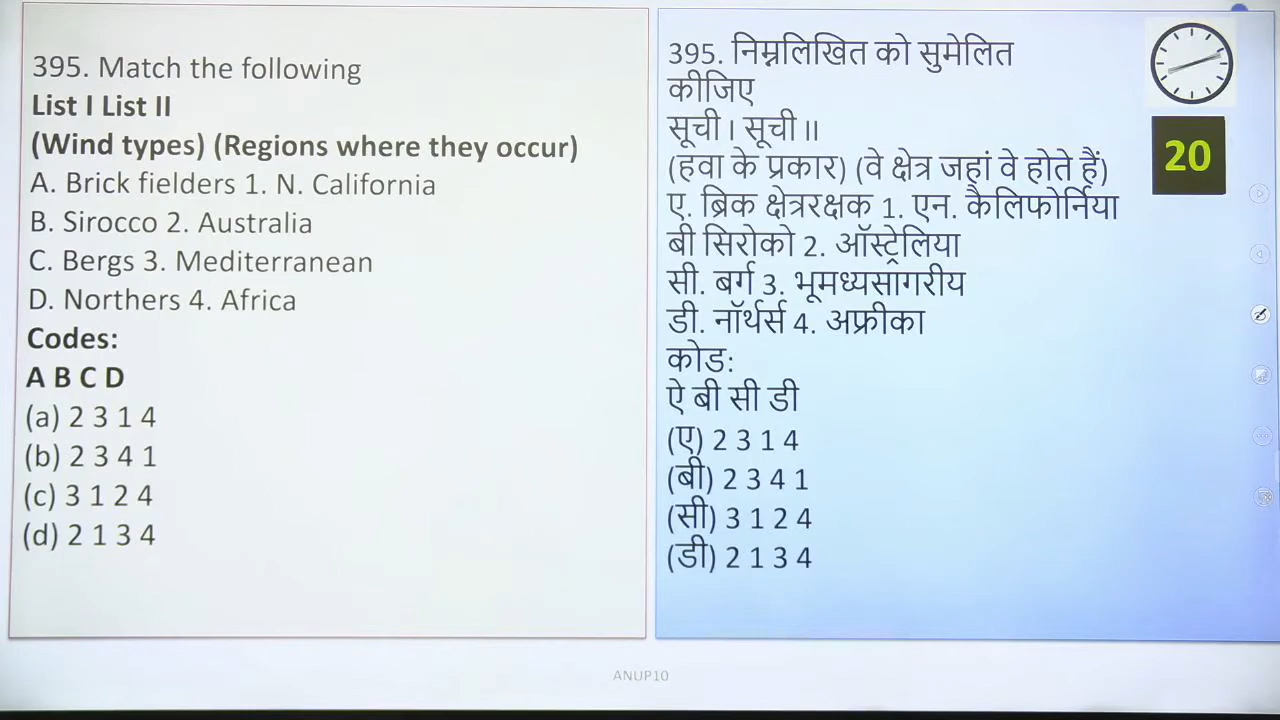 395. Match the following
List I List II
(Wind types) (Regions where they occur)
A. Brick fielders 1. N. California
B. Sirocco 2. Australia
C. Bergs 3. Mediterranean
D. Northers 4. Africa
Codes:
A B C D
(a) 2 3 1 4
(b) 2 3 4 1
(c) 3 1 2 4
(d) 2 1 3 4
395. निम्नलिखित को सुमेलित
कीजिए
सूची । सूची ॥
(हवा के प्रकार) (वे क्षेत्र जहां वे होते हैं)
ए. ब्रिक क्षेत्ररक्षक 1. एन. कैलिफोर्निया
बी सिरोको 2. ऑस्ट्रेलिया
सी. बर्ग 3. भूमध्यसागरीय
डी. नॉर्थर्स 4. अफ्रीका
कोड:
ऐ बी सी डी
(ए) 2 3 1 4
(बी) 2 3 4 1
(सी) 3 1 2 4
(डी) 2 1 3 4
20
ANUP10